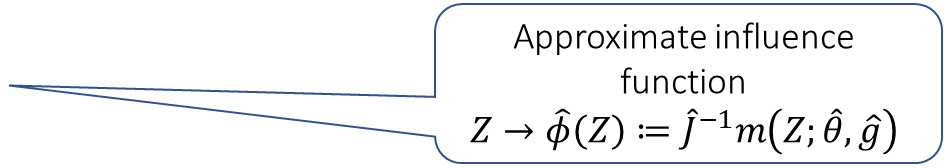 Approximate influence
function
Z → ϕ̂(Z) ≔ Ĵ⁻¹m(Z; θ̂, ĝ)